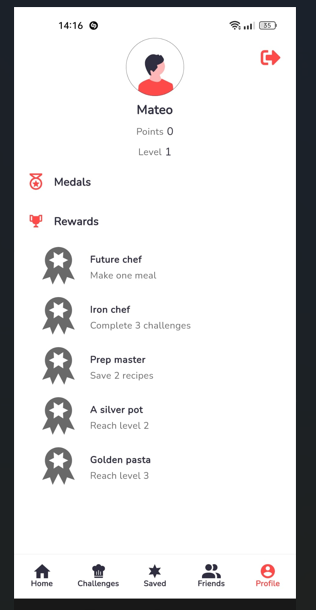 14:16
35
Mateo
Points 0
Level 1
Medals
Rewards
Future chef
Make one meal
Iron chef
Complete 3 challenges
Prep master
Save 2 recipes
A silver pot
Reach level 2
Golden pasta
Reach level 3
Home Challenges Saved Friends Profile